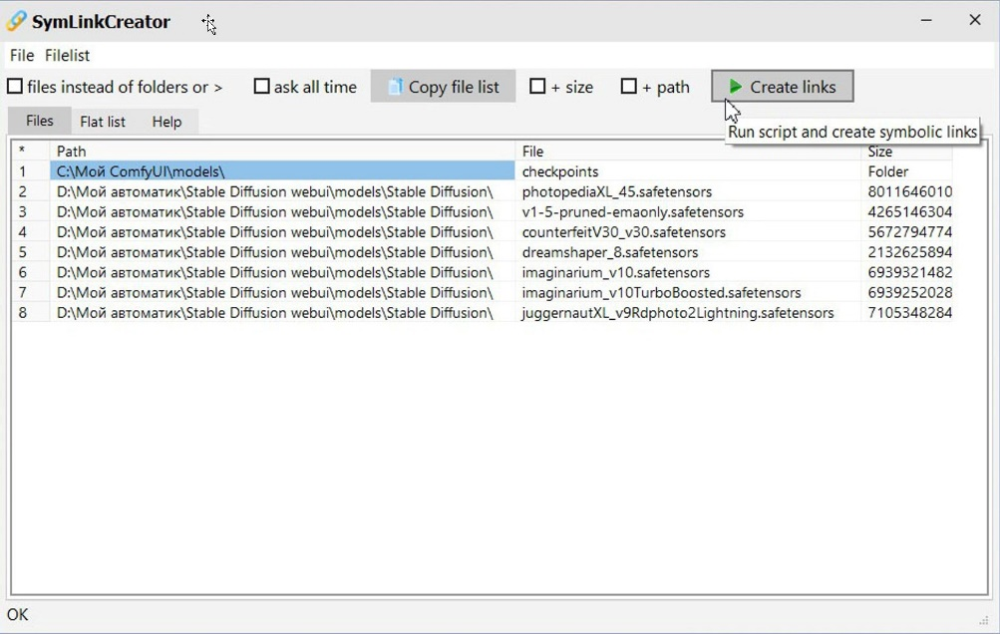 SymLinkCreator
File Filelist
files instead of folders or > ask all time Copy file list + size + path Create links
Files Flat list Help
Run script and create symbolic links
* Path File Size
1 C:\Мой ComfyUI\models\ checkpoints Folder
2 D:\Мой автоматик\Stable Diffusion webui\models\Stable Diffusion\ photopediaXL_45.safetensors 8011646010
3 D:\Мой автоматик\Stable Diffusion webui\models\Stable Diffusion\ v1-5-pruned-emaonly.safetensors 4265146304
4 D:\Мой автоматик\Stable Diffusion webui\models\Stable Diffusion\ counterfeitV30_v30.safetensors 5672794774
5 D:\Мой автоматик\Stable Diffusion webui\models\Stable Diffusion\ dreamshaper_8.safetensors 2132625894
6 D:\Мой автоматик\Stable Diffusion webui\models\Stable Diffusion\ imaginarium_v10.safetensors 6939321482
7 D:\Мой автоматик\Stable Diffusion webui\models\Stable Diffusion\ imaginarium_v10TurboBoosted.safetensors 6939252028
8 D:\Мой автоматик\Stable Diffusion webui\models\Stable Diffusion\ juggernautXL_v9Rdphoto2Lightning.safetensors 7105348284
OK